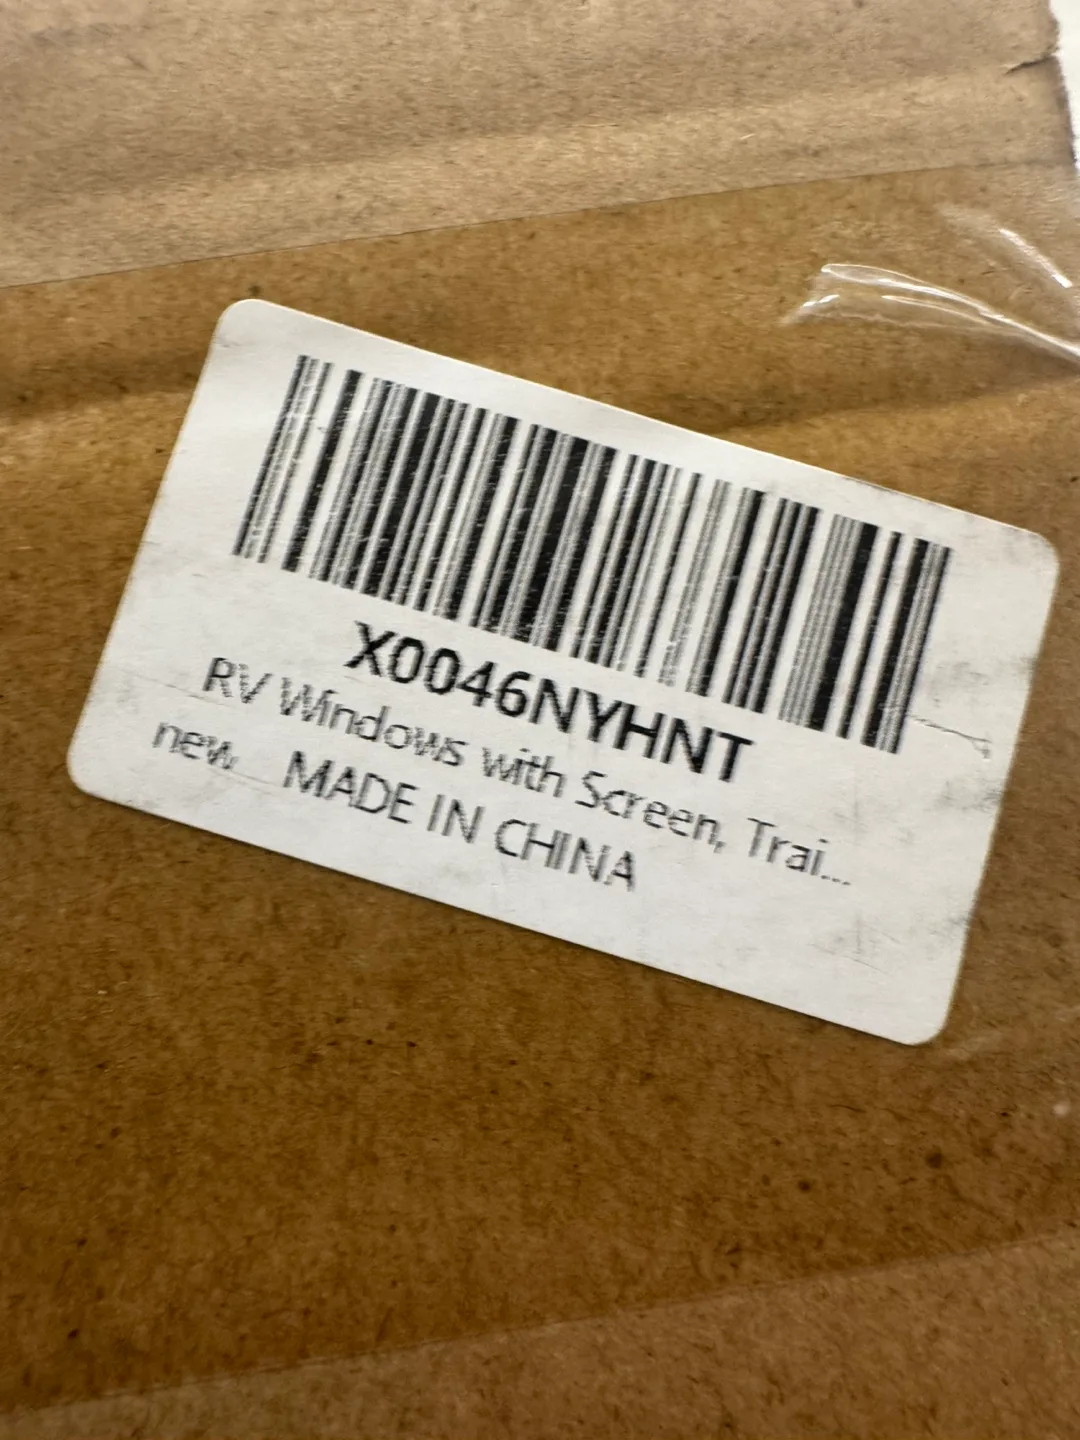 X0046NYHNT
RV Windows with Screen, Trai...
new MADE IN CHINA